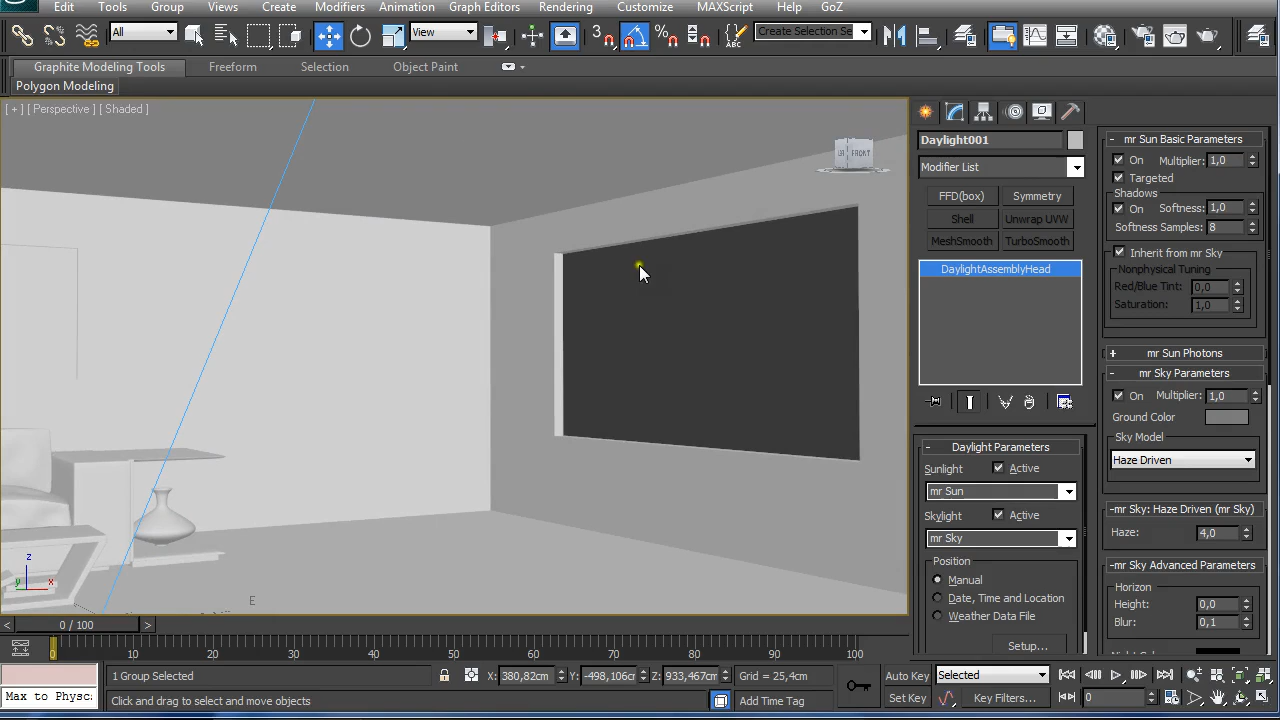 Edit Tools Group Views Create Modifiers Animation Graph Editors Rendering Customize MAXScript Help GoZ
All View 3 % ABC Create Selection Se
Graphite Modeling Tools Freeform Selection Object Paint
Polygon Modeling
[ + ] [ Perspective ] [ Shaded ]
FRONT
z
y x
E
Daylight001
Modifier List
FFD(box) Symmetry
Shell Unwrap UVW
MeshSmooth TurboSmooth
DaylightAssemblyHead
- Daylight Parameters
Sunlight Active
mr Sun
Skylight Active
mr Sky
Position
Manual
Date, Time and Location
Weather Data File
Setup...
- mr Sun Basic Parameters
On Multiplier: 1,0
Targeted
Shadows
On Softness: 1,0
Softness Samples: 8
Inherit from mr Sky
Nonphysical Tuning
Red/Blue Tint: 0,0
Saturation: 1,0
+ mr Sun Photons
- mr Sky Parameters
On Multiplier: 1,0
Ground Color
Sky Model
Haze Driven
-mr Sky: Haze Driven (mr Sky)
Haze: 4,0
-mr Sky Advanced Parameters
Horizon
Height: 0,0
Blur: 0,1
< 0 / 100 >
0 10 20 30 40 50 60 70 80 90 100
1 Group Selected X: 380,82cm Y: -498,106c Z: 933,467cm Grid = 25,4cm Auto Key Selected
Max to Physc Click and drag to select and move objects Add Time Tag Set Key Key Filters... 0